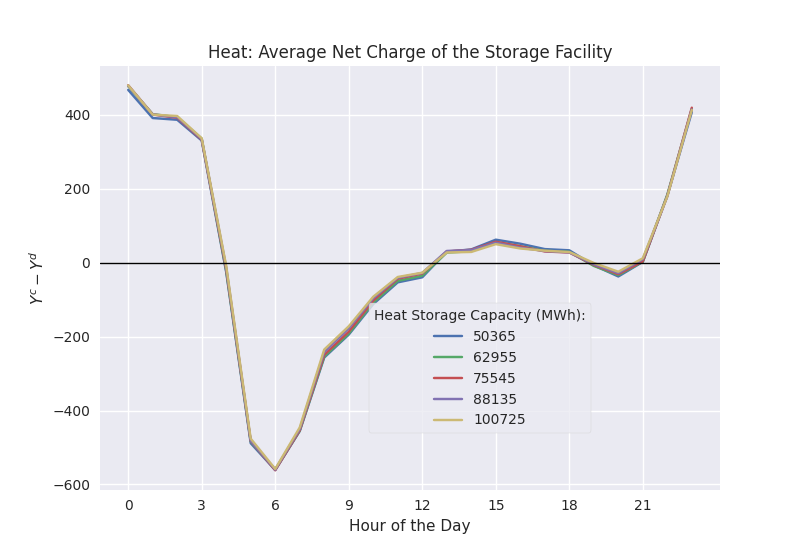 Heat: Average Net Charge of the Storage Facility
400
200
0
−200
−400
−600
Yᶜ − Yᵈ
Heat Storage Capacity (MWh):
50365
62955
75545
88135
100725
0 3 6 9 12 15 18 21
Hour of the Day